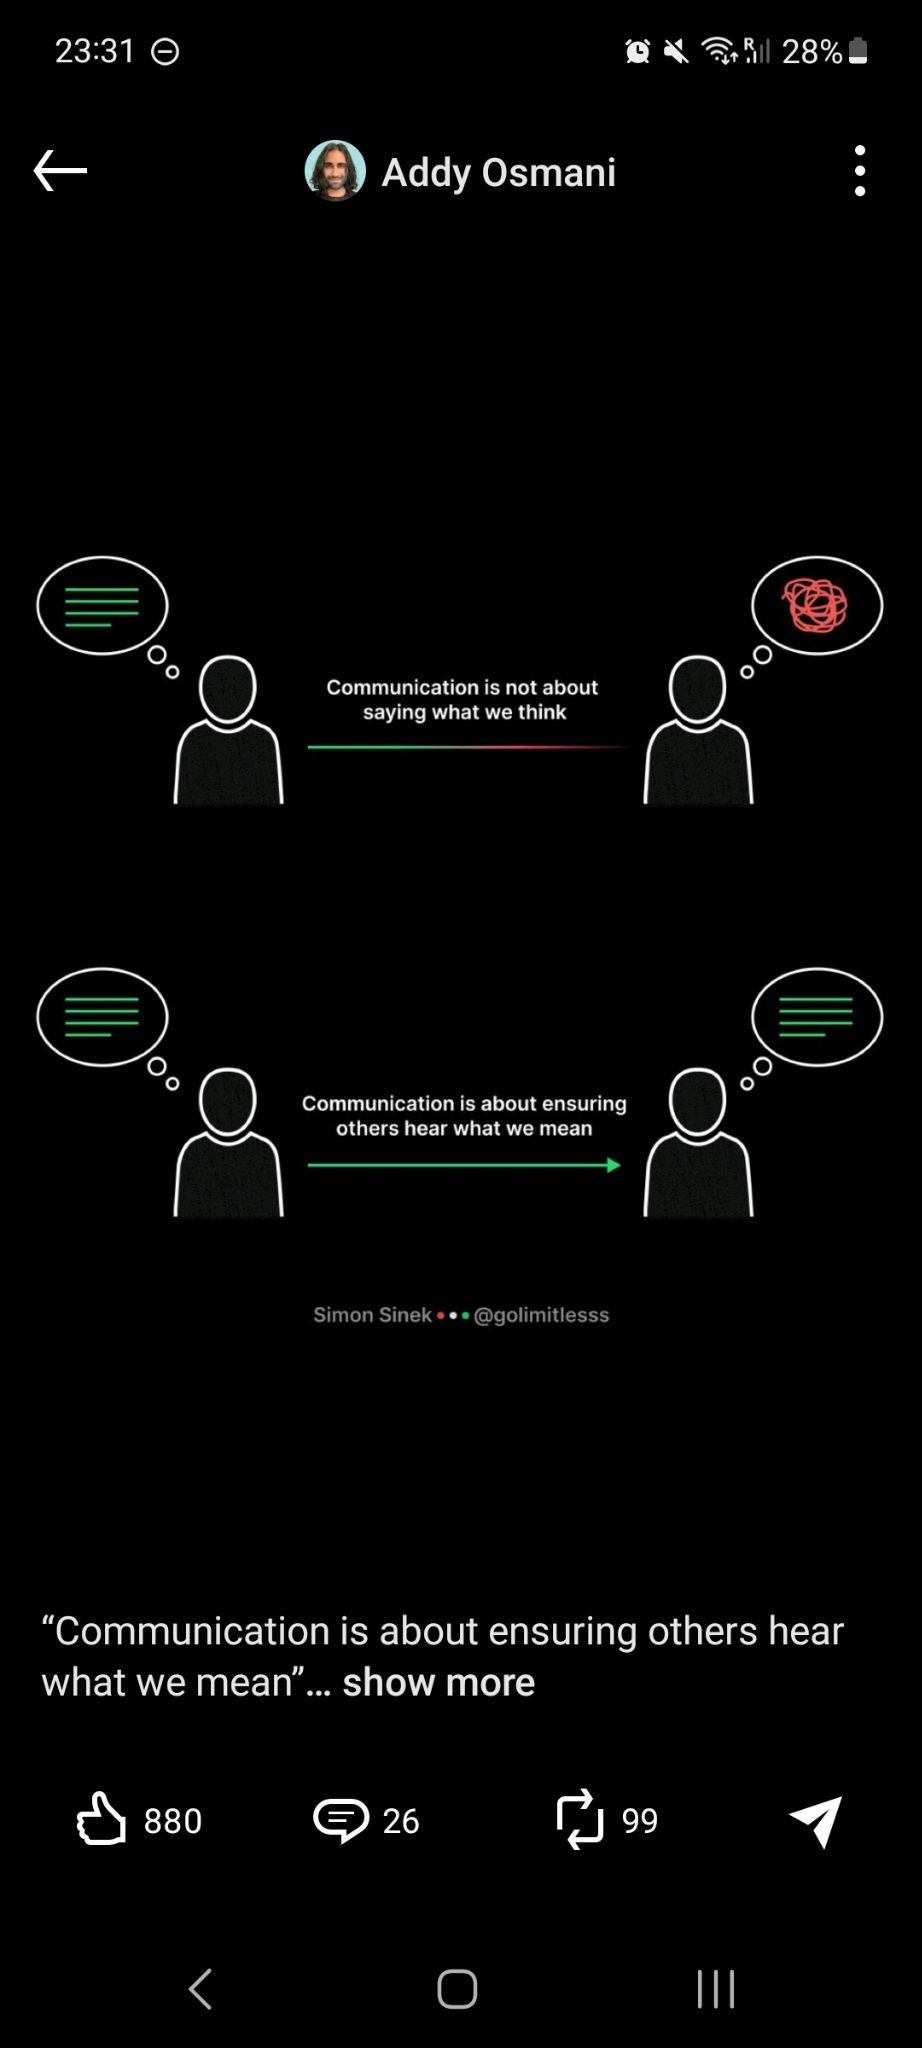 23:31
R
28%
Addy Osmani
Communication is not about
saying what we think
Communication is about ensuring
others hear what we mean
Simon Sinek •••@golimitlesss
“Communication is about ensuring others hear
what we mean”... show more
880
26
99